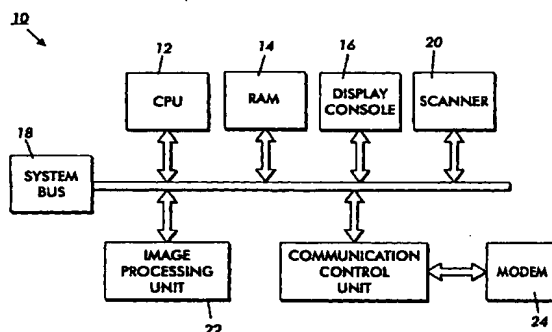 10
12
14
16
20
CPU
RAM
DISPLAY
CONSOLE
SCANNER
18
SYSTEM
BUS
IMAGE
PROCESSING
UNIT
COMMUNICATION
CONTROL
UNIT
MODEM
22
24